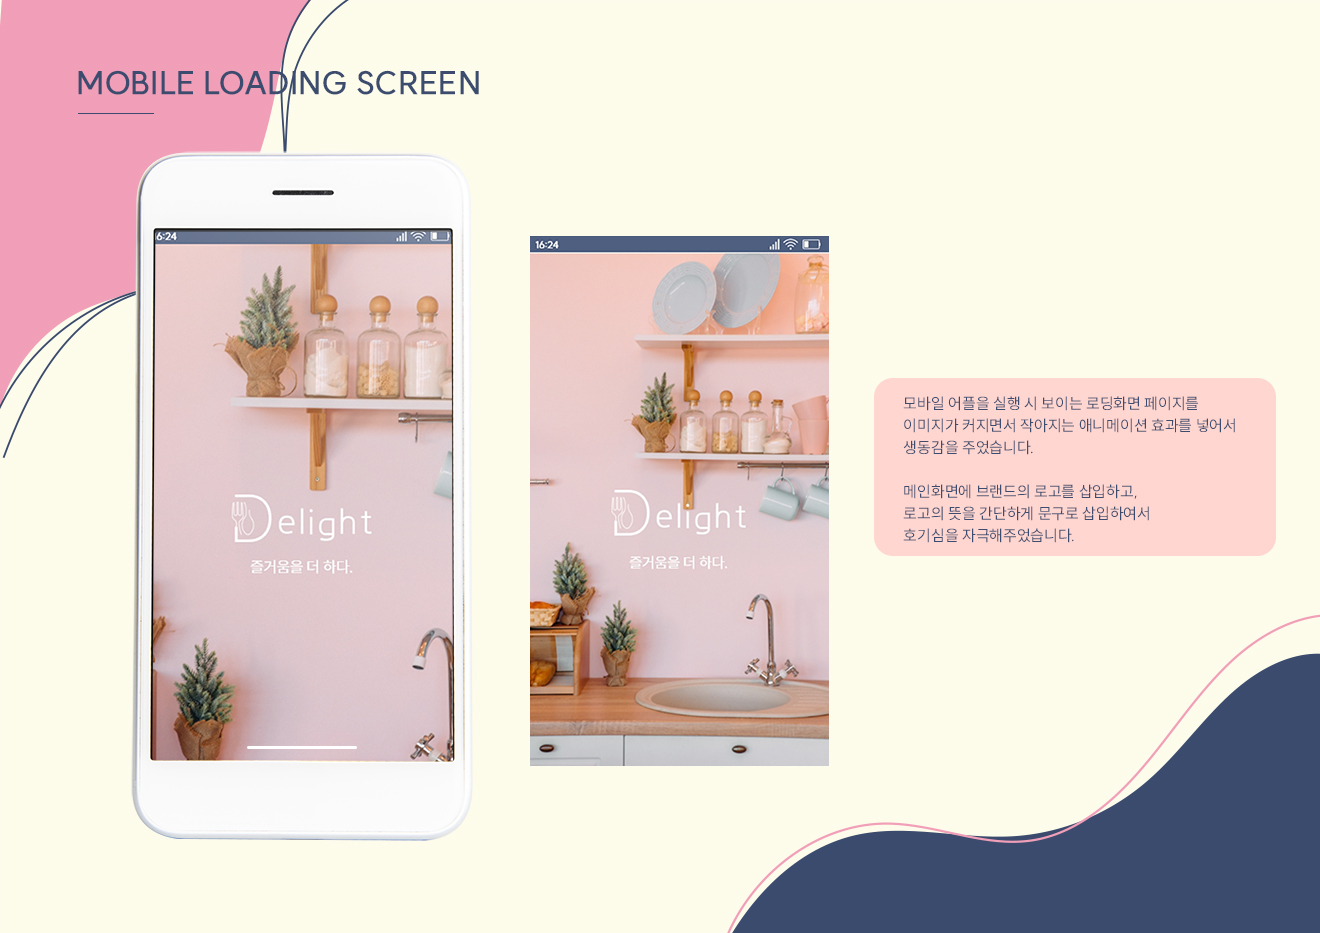 MOBILE LOADING SCREEN
6:24
Delight
즐거움을 더 하다.
16:24
Delight
즐거움을 더 하다.
모바일 어플을 실행 시 보이는 로딩화면 페이지를
이미지가 커지면서 작아지는 애니메이션 효과를 넣어서
생동감을 주었습니다.
메인화면에 브랜드의 로고를 삽입하고,
로고의 뜻을 간단하게 문구로 삽입하여서
호기심을 자극해주었습니다.